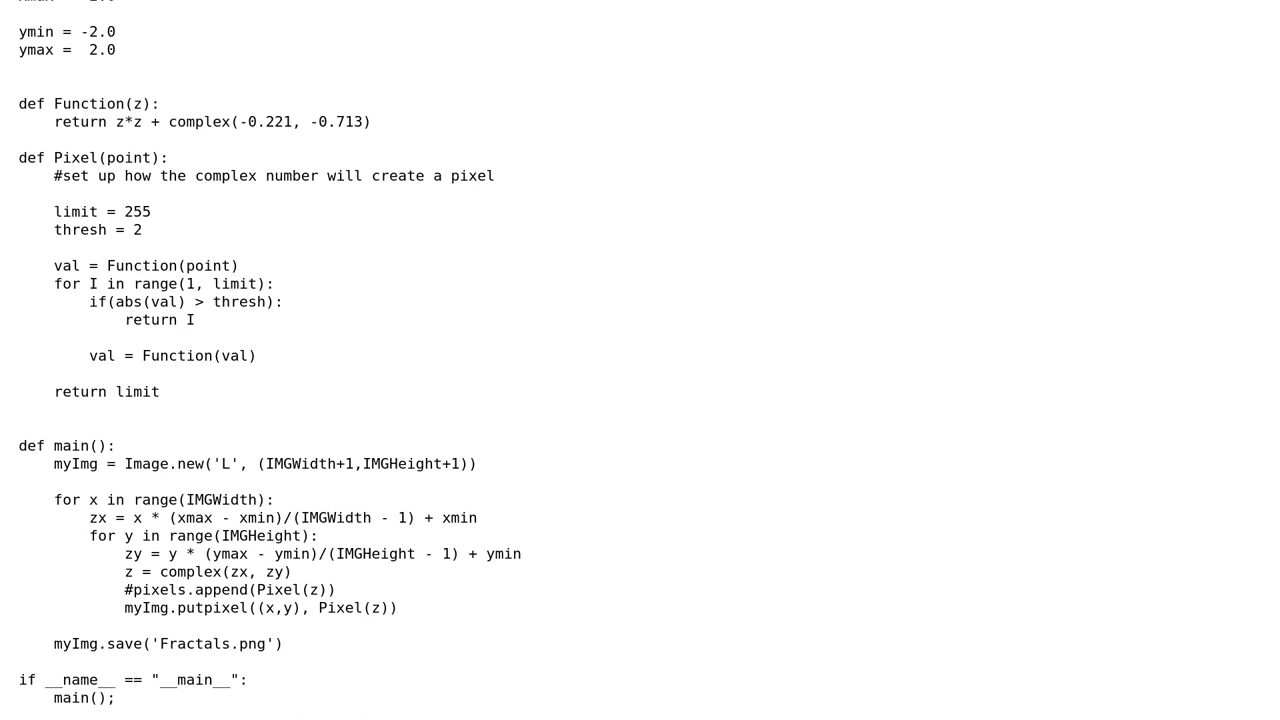 ymin = -2.0
ymax =  2.0
def Function(z):
    return z*z + complex(-0.221, -0.713)
def Pixel(point):
    #set up how the complex number will create a pixel
    limit = 255
    thresh = 2
    val = Function(point)
    for I in range(1, limit):
        if(abs(val) > thresh):
            return I
        val = Function(val)
    return limit
def main():
    myImg = Image.new('L', (IMGWidth+1,IMGHeight+1))
    for x in range(IMGWidth):
        zx = x * (xmax - xmin)/(IMGWidth - 1) + xmin
        for y in range(IMGHeight):
            zy = y * (ymax - ymin)/(IMGHeight - 1) + ymin
            z = complex(zx, zy)
            #pixels.append(Pixel(z))
            myImg.putpixel((x,y), Pixel(z))
    myImg.save('Fractals.png')
if __name__ == "__main__":
    main();